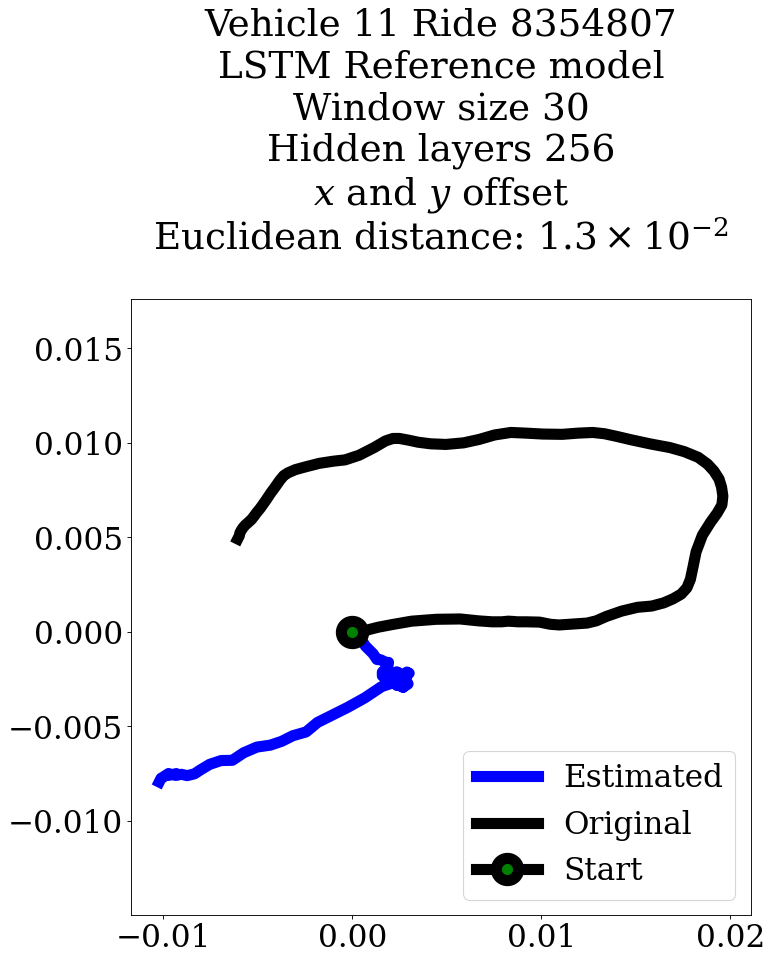 Vehicle 11 Ride 8354807
LSTM Reference model
Window size 30
Hidden layers 256
x and y offset
Euclidean distance: 1.3 × 10⁻²
0.015
0.010
0.005
0.000
−0.005
−0.010
Estimated
Original
Start
−0.01
0.00
0.01
0.02